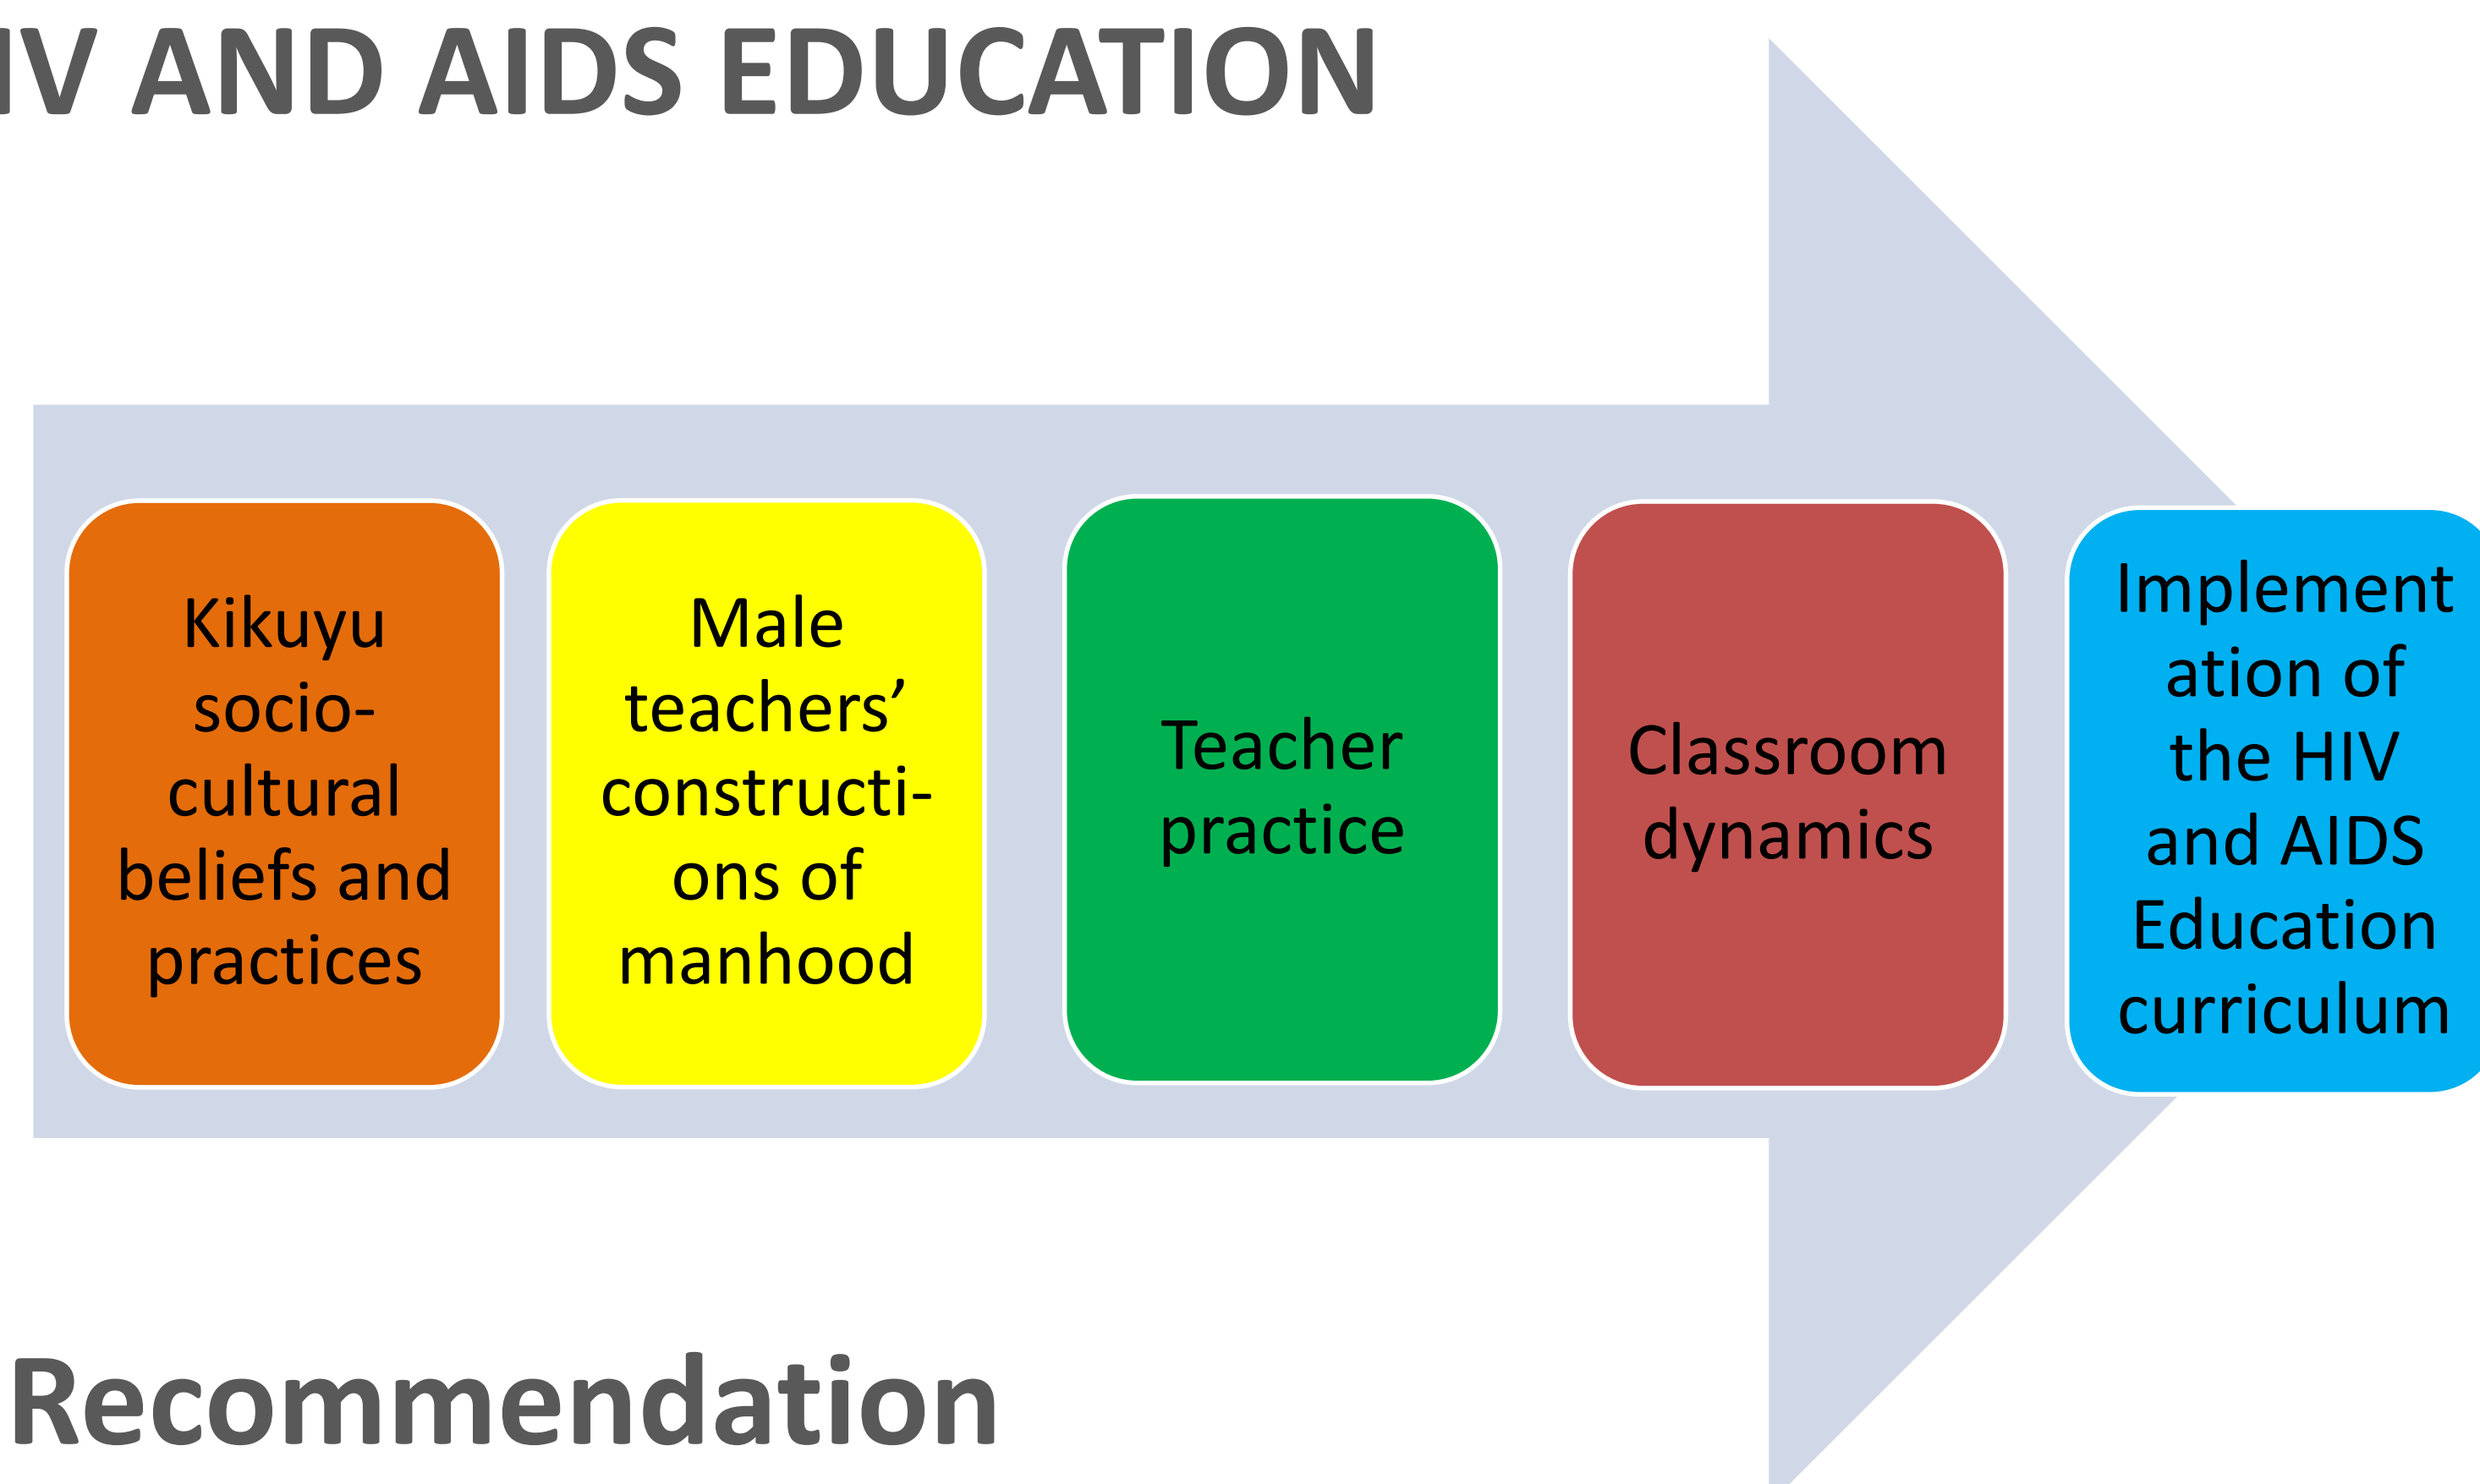 IV AND AIDS EDUCATION
Kikuyu
socio-
cultural
beliefs and
practices
Male
teachers’
constructi-
ons of
manhood
Teacher
practice
Classroom
dynamics
Implement
ation of
the HIV
and AIDS
Education
curriculum
Recommendation